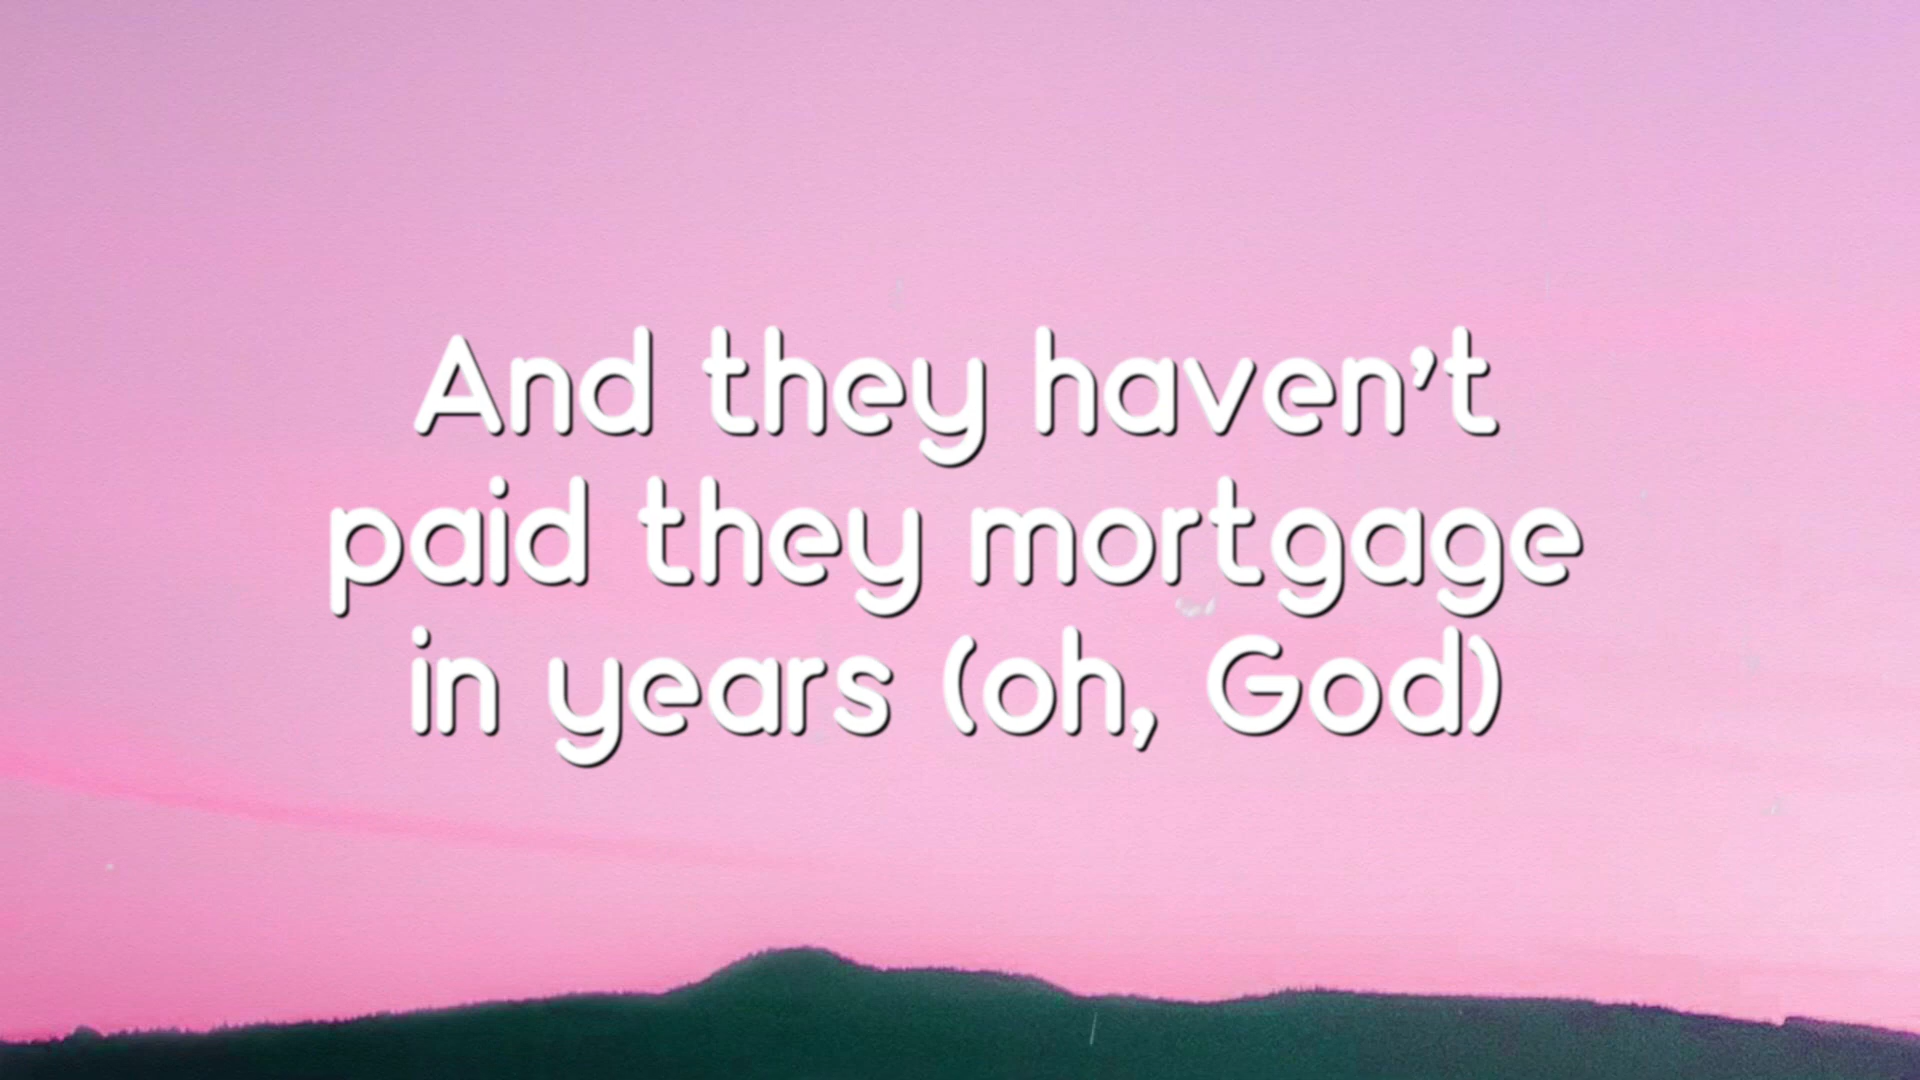 And they haven't
paid they mortgage
in years (oh, God)